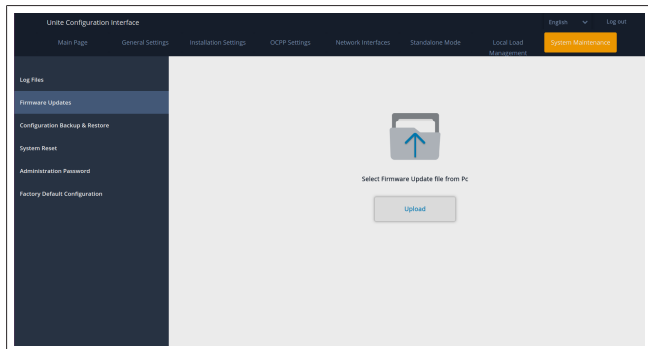 Unite Configuration Interface
English
Log out
Main Page
General Settings
Installation Settings
OCPP Settings
Network Interfaces
Standalone Mode
Local Load
Management
System Maintenance
Log Files
Firmware Updates
Configuration Backup & Restore
System Reset
Administration Password
Factory Default Configuration
Select Firmware Update file from Pc
Upload